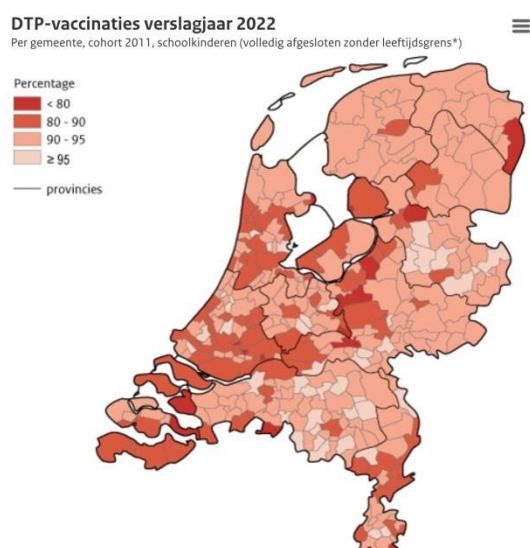 DTP-vaccinaties verslagjaar 2022
Per gemeente, cohort 2011, schoolkinderen (volledig afgesloten zonder leeftijdsgrens*)
Percentage
< 80
80 - 90
90 - 95
≥ 95
provincies